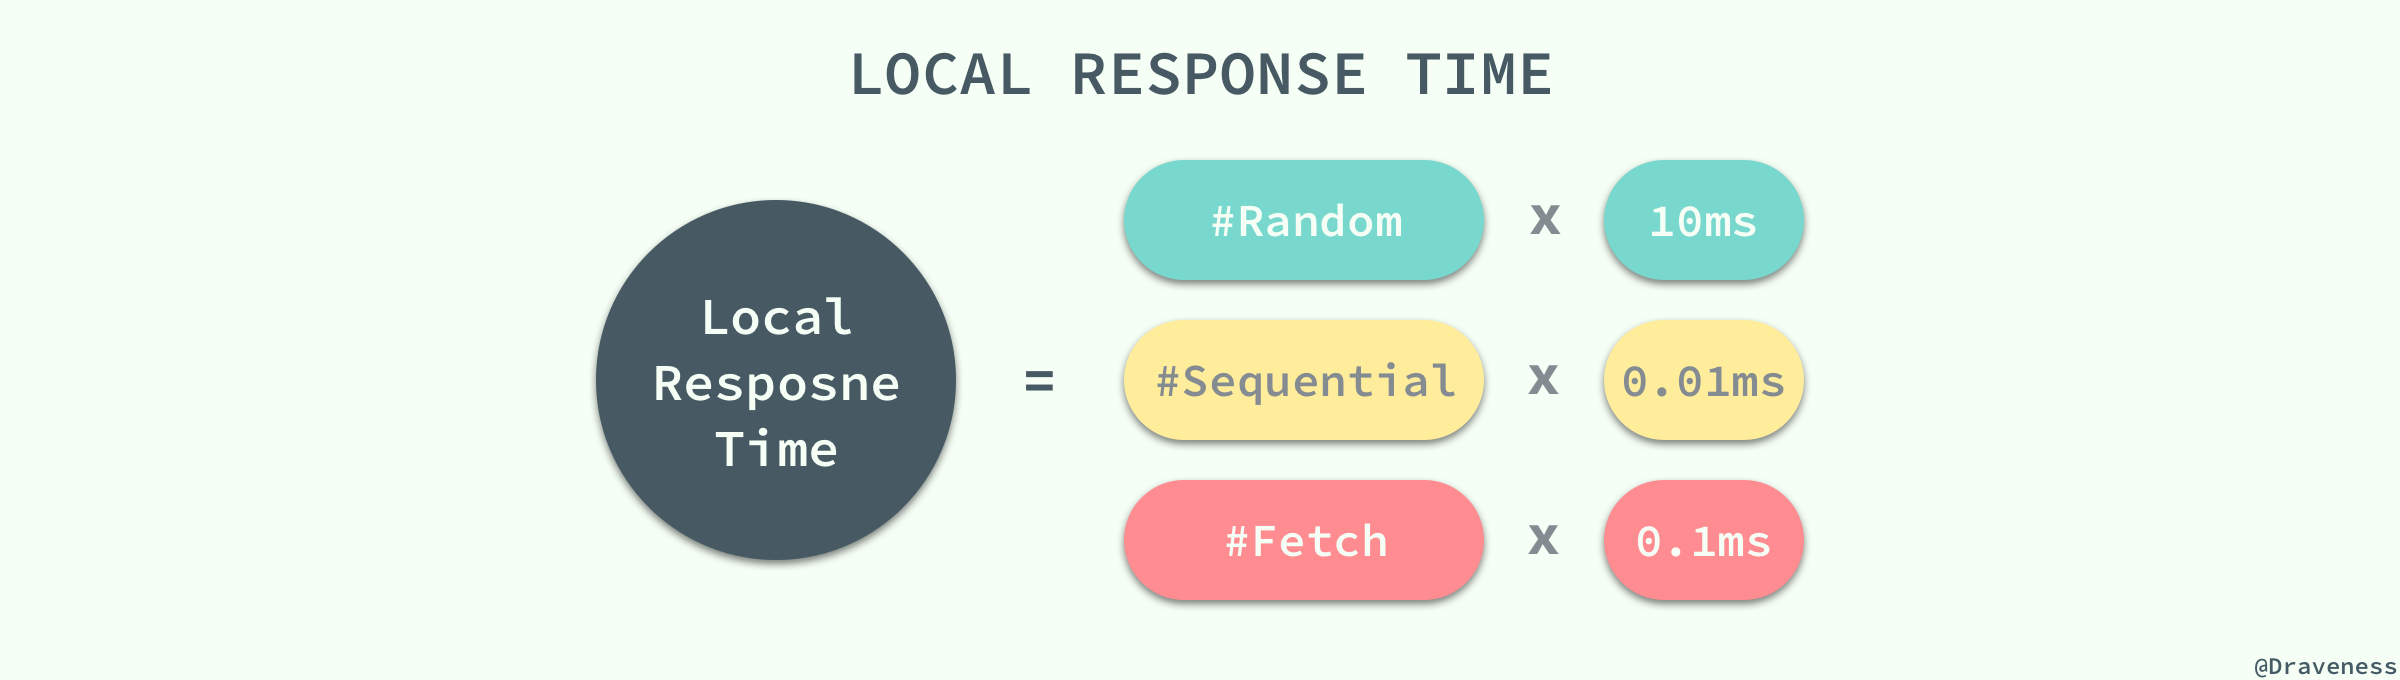 LOCAL RESPONSE TIME
Local
Resposne
Time
=
#Random x 10ms
#Sequential x 0.01ms
#Fetch x 0.1ms
@Draveness